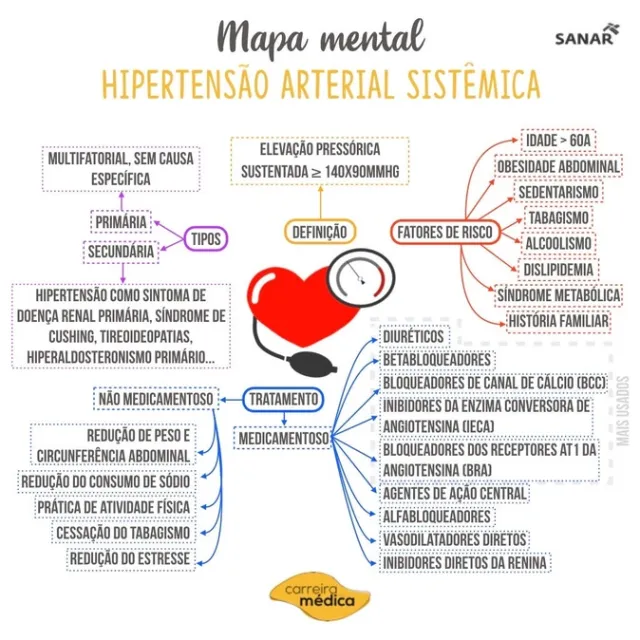 Mapa mental
SANAR
HIPERTENSÃO ARTERIAL SISTÊMICA
MULTIFATORIAL, SEM CAUSA
ESPECÍFICA
PRIMÁRIA
SECUNDÁRIA
TIPOS
HIPERTENSÃO COMO SINTOMA DE
DOENÇA RENAL PRIMÁRIA, SÍNDROME DE
CUSHING, TIREOIDEOPATIAS,
HIPERALDOSTERONISMO PRIMÁRIO...
ELEVAÇÃO PRESSÓRICA
SUSTENTADA ≥ 140X90MMHG
DEFINIÇÃO
FATORES DE RISCO
IDADE > 60A
OBESIDADE ABDOMINAL
SEDENTARISMO
TABAGISMO
ALCOOLISMO
DISLIPIDEMIA
SÍNDROME METABÓLICA
HISTÓRIA FAMILIAR
TRATAMENTO
NÃO MEDICAMENTOSO
REDUÇÃO DE PESO E
CIRCUNFERÊNCIA ABDOMINAL
REDUÇÃO DO CONSUMO DE SÓDIO
PRÁTICA DE ATIVIDADE FÍSICA
CESSAÇÃO DO TABAGISMO
REDUÇÃO DO ESTRESSE
MEDICAMENTOSO
DIURÉTICOS
BETABLOQUEADORES
BLOQUEADORES DE CANAL DE CÁLCIO (BCC)
INIBIDORES DA ENZIMA CONVERSORA DE
ANGIOTENSINA (IECA)
BLOQUEADORES DOS RECEPTORES AT1 DA
ANGIOTENSINA (BRA)
AGENTES DE AÇÃO CENTRAL
ALFABLOQUEADORES
VASODILATADORES DIRETOS
INIBIDORES DIRETOS DA RENINA
MAIS USADOS
carreira
médica